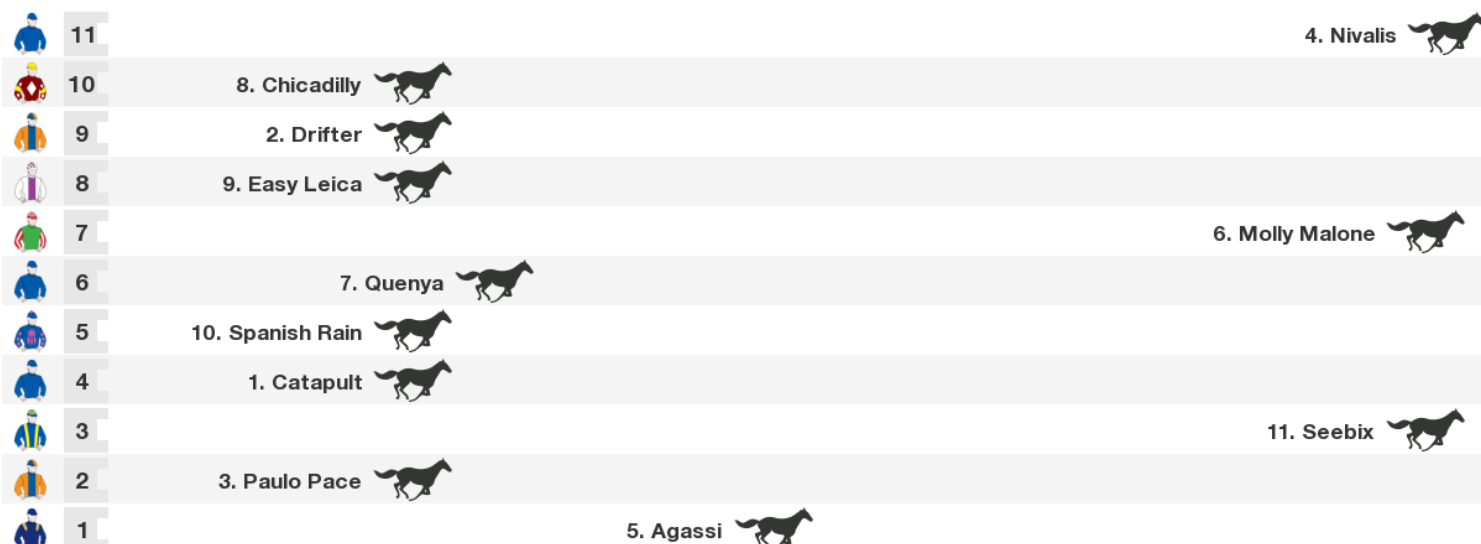 11 4. Nivalis
10 8. Chicadilly
9 2. Drifter
8 9. Easy Leica
7 6. Molly Malone
6 7. Quenya
5 10. Spanish Rain
4 1. Catapult
3 11. Seebix
2 3. Paulo Pace
1 5. Agassi